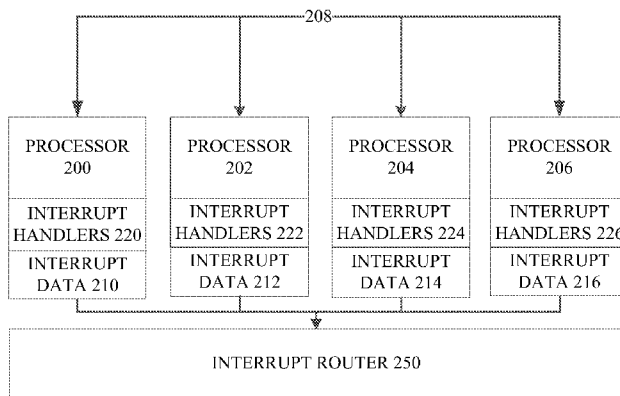 208
PROCESSOR
200
INTERRUPT
HANDLERS 220
INTERRUPT
DATA 210
PROCESSOR
202
INTERRUPT
HANDLERS 222
INTERRUPT
DATA 212
PROCESSOR
204
INTERRUPT
HANDLERS 224
INTERRUPT
DATA 214
PROCESSOR
206
INTERRUPT
HANDLERS 226
INTERRUPT
DATA 216
INTERRUPT ROUTER 250